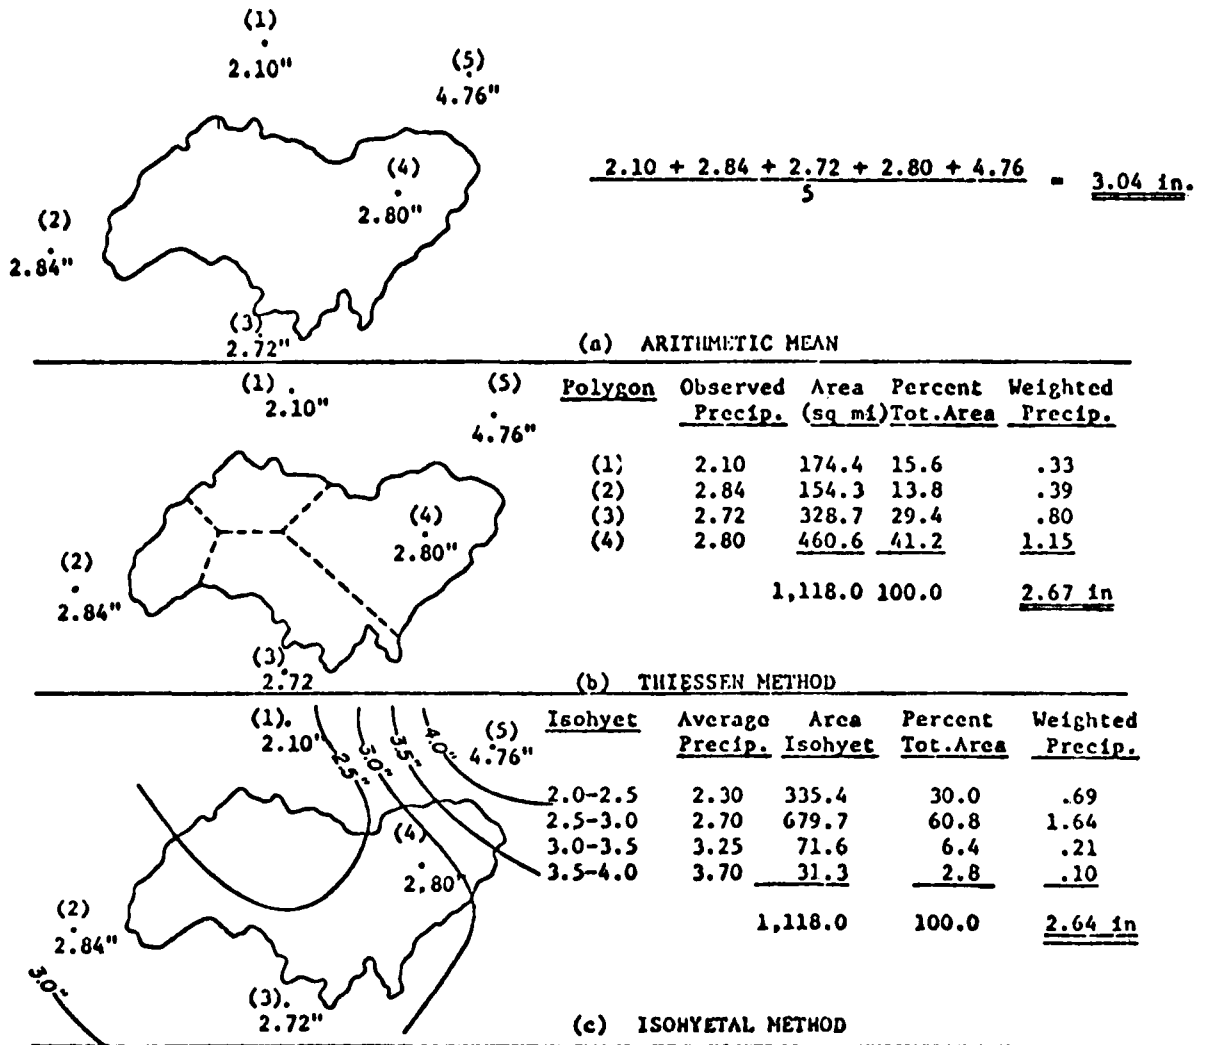 (1)
2.10"
(5)
4.76"
(4)
2.80"
(2)
2.84"
(3)
2.72"
2.10 + 2.84 + 2.72 + 2.80 + 4.76
5
= 3.04 in.
(a) ARITHMETIC MEAN
(1)
2.10"
(5)
4.76"
(4)
2.80"
(2)
2.84"
(3)
2.72
Polygon Observed Area Percent Weighted
Precip. (sq mi) Tot.Area Precip.
(1) 2.10 174.4 15.6 .33
(2) 2.84 154.3 13.8 .39
(3) 2.72 328.7 29.4 .80
(4) 2.80 460.6 41.2 1.15
1,118.0 100.0 2.67 in
(b) THIESSEN METHOD
(1)
2.10"
2.5"
3.0"
3.5"
4.0"
(5)
4.76"
(4)
2.80"
(2)
2.84"
3.0"
(3)
2.72"
Isohyet Average Area Percent Weighted
Precip. Isohyet Tot.Area Precip.
2.0-2.5 2.30 335.4 30.0 .69
2.5-3.0 2.70 679.7 60.8 1.64
3.0-3.5 3.25 71.6 6.4 .21
3.5-4.0 3.70 31.3 2.8 .10
1,118.0 100.0 2.64 in
(c) ISOHYETAL METHOD